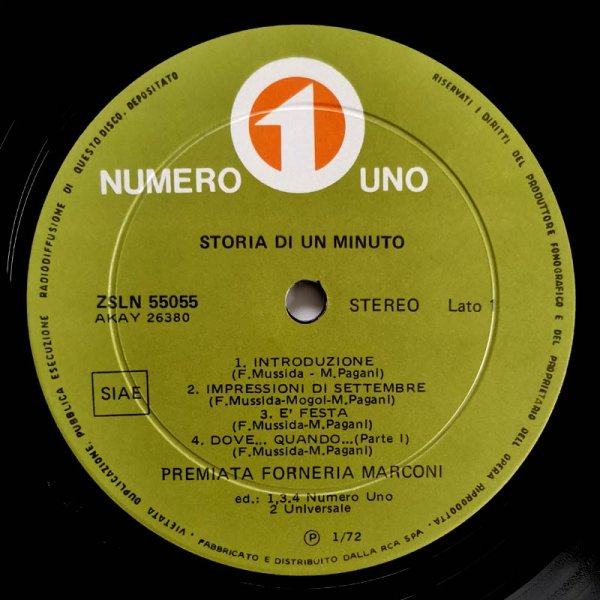 1
NUMERO UNO
STORIA DI UN MINUTO
ZSLN 55055
AKAY 26380
STEREO Lato 1
SIAE
1. INTRODUZIONE
(F.Mussida - M.Pagani)
2. IMPRESSIONI DI SETTEMBRE
(F.Mussida-Mogol-M.Pagani)
3. E' FESTA
(F.Mussida-M.Pagani)
4. DOVE... QUANDO...(Parte I)
(F.Mussida-M.Pagani)
PREMIATA FORNERIA MARCONI
ed.: 1,3.4 Numero Uno
2 Universale
Ⓟ 1/72
RISERVATI I DIRITTI DEL PRODUTTORE FONOGRAFICO E DEL PROPRIETARIO DELL'OPERA RIPRODOTTA. - FABBRICATO E DISTRIBUITO DALLA RCA SPA - VIETATA DUPLICAZIONE, PUBBLICA ESECUZIONE RADIODIFFUSIONE DI QUESTO DISCO. DEPOSITATO